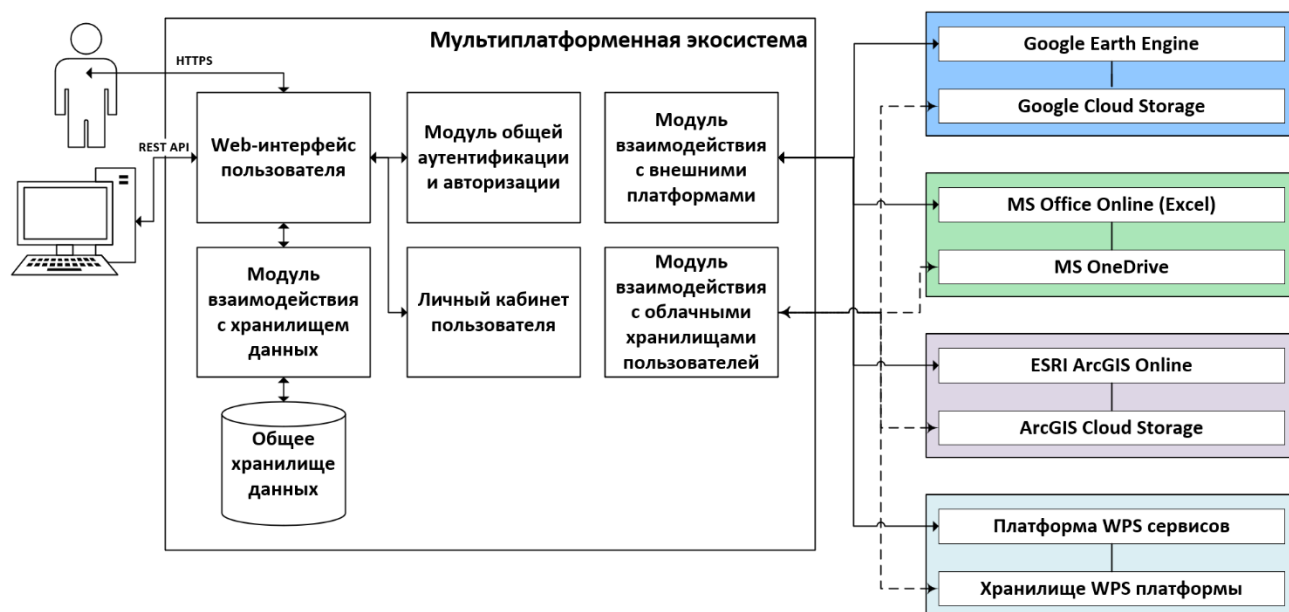 Мультиплатформенная экосистема
HTTPS
REST API
Web-интерфейс
пользователя
Модуль общей
аутентификации
и авторизации
Модуль
взаимодействия
с внешними
платформами
Модуль
взаимодействия
с хранилищем
данных
Личный кабинет
пользователя
Модуль
взаимодействия
с облачными
хранилищами
пользователей
Общее
хранилище
данных
Google Earth Engine
Google Cloud Storage
MS Office Online (Excel)
MS OneDrive
ESRI ArcGIS Online
ArcGIS Cloud Storage
Платформа WPS сервисов
Хранилище WPS платформы